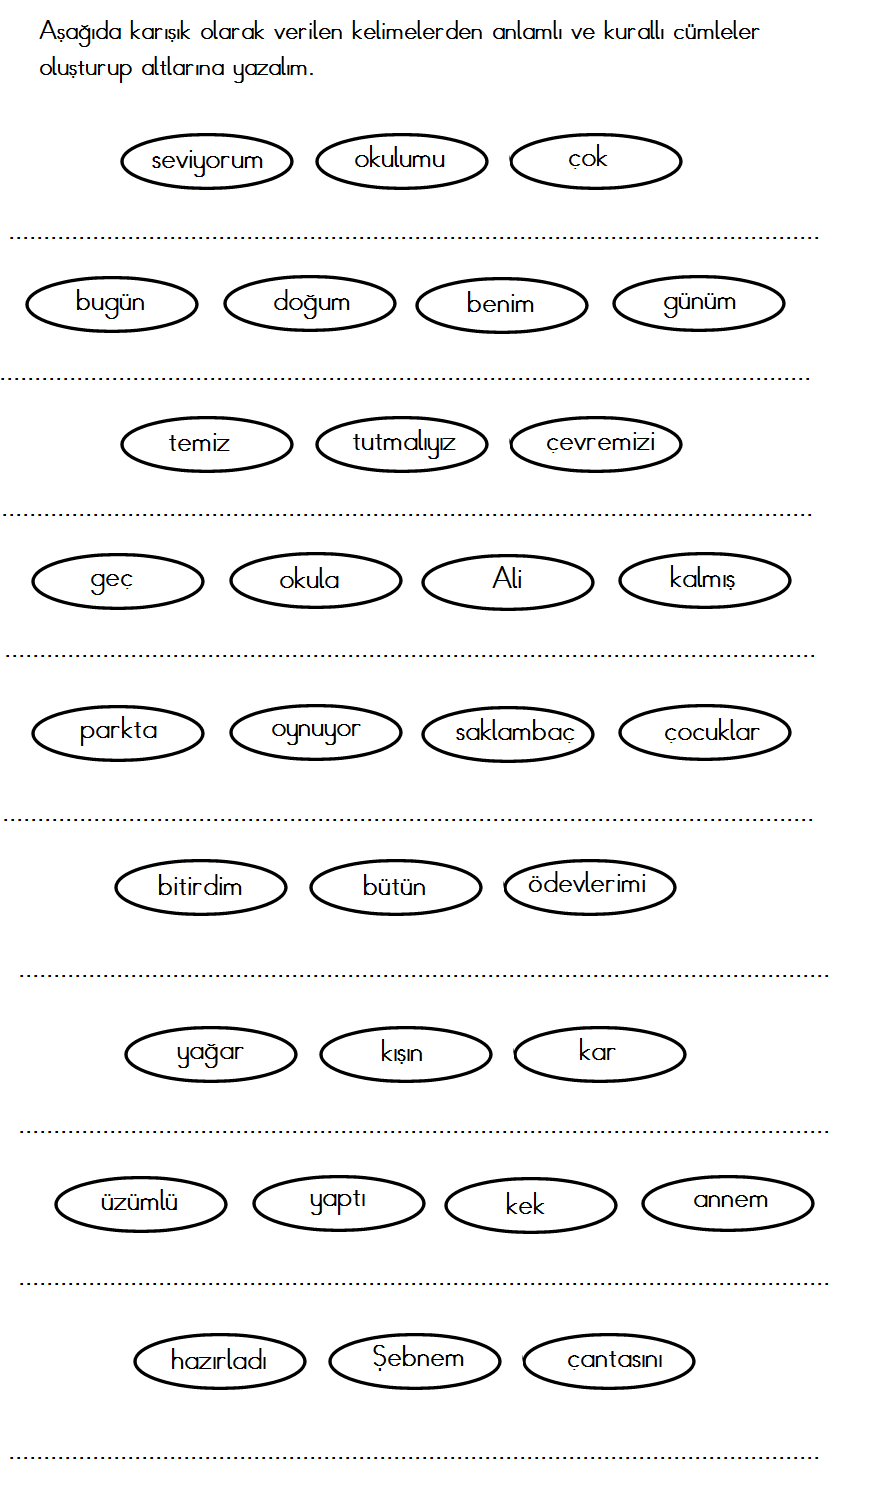 Aşağıda karışık olarak verilen kelimelerden anlamlı ve kurallı cümleler
oluşturup altlarına yazalım.
seviyorum okulumu çok
................................................................................
bugün doğum benim günüm
................................................................................
temiz tutmalıyız çevremizi
................................................................................
geç okula Ali kalmış
................................................................................
parkta oynuyor saklambaç çocuklar
................................................................................
bitirdim bütün ödevlerimi
................................................................................
yağar kışın kar
................................................................................
üzümlü yaptı kek annem
................................................................................
hazırladı Şebnem çantasını
................................................................................